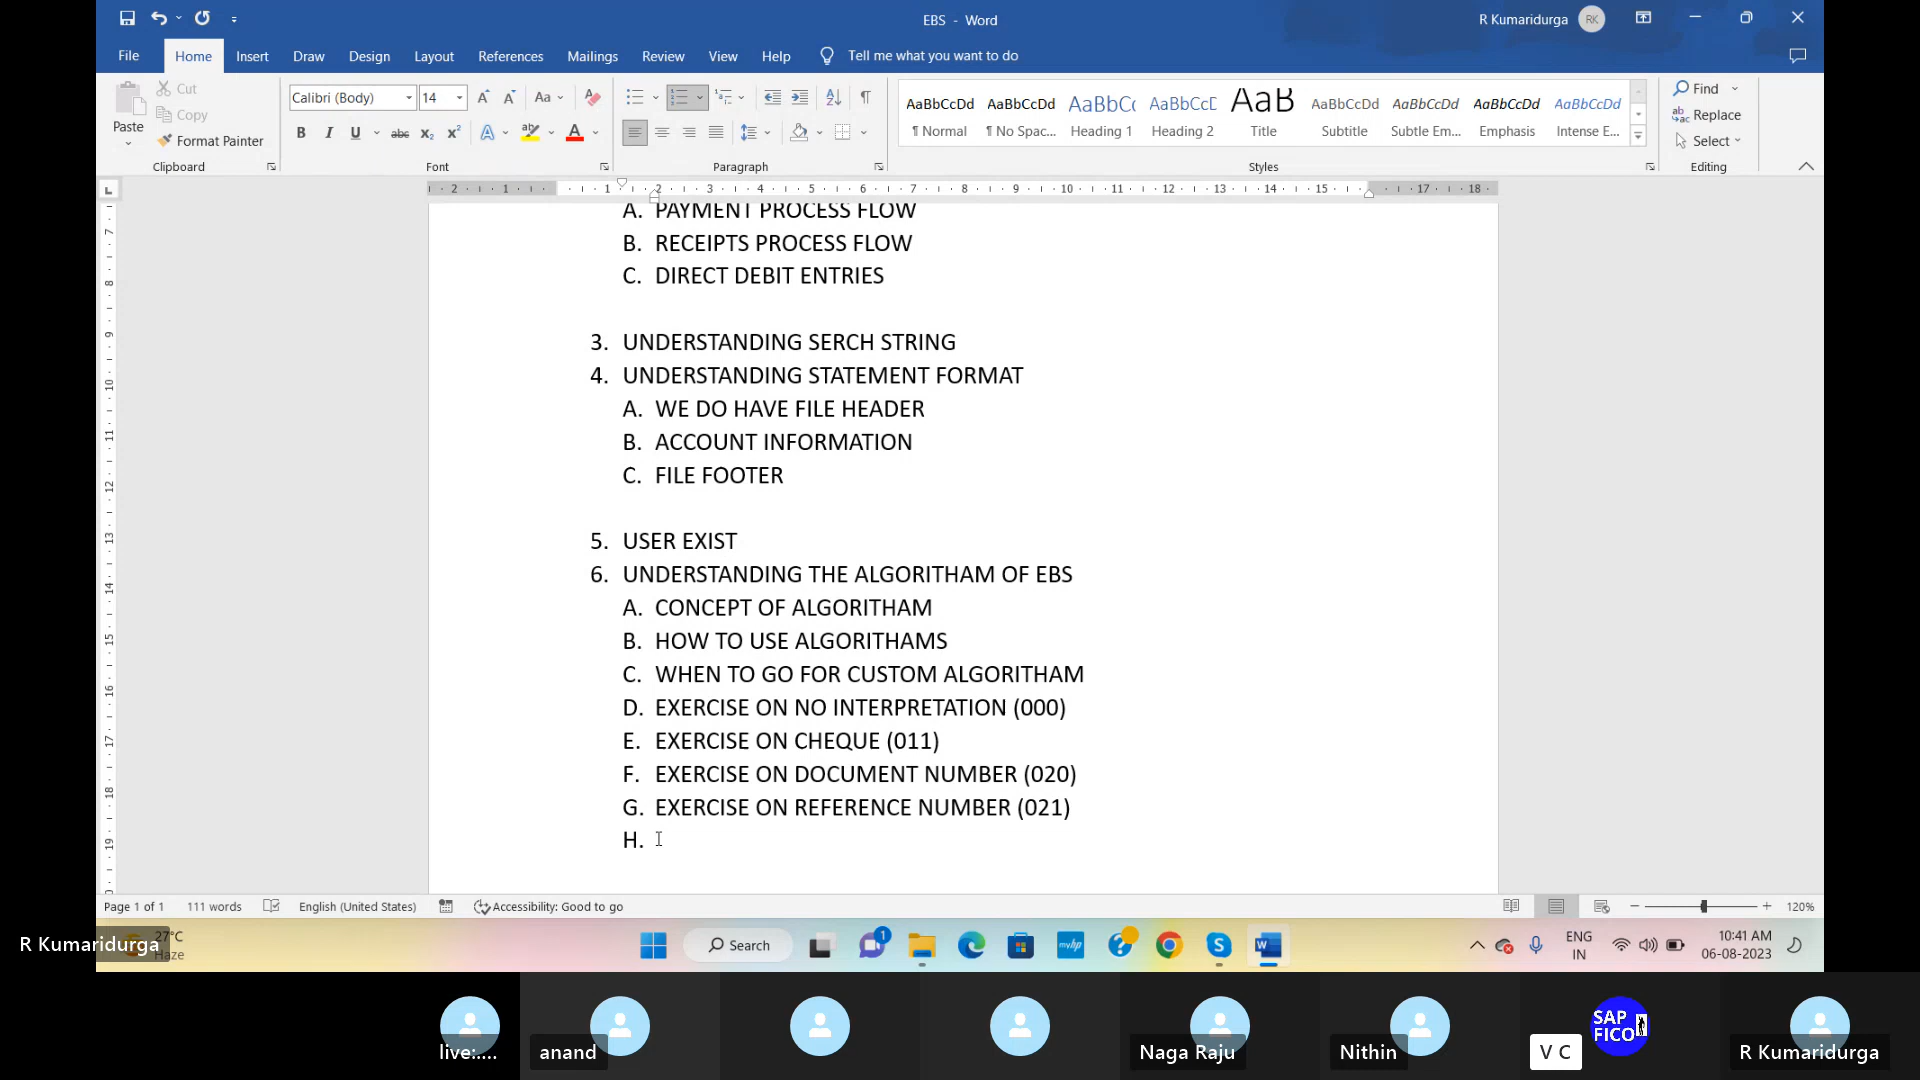 EBS - Word
R Kumaridurga
RK
File
Home
Insert
Draw
Design
Layout
References
Mailings
Review
View
Help
Tell me what you want to do
Paste
Cut
Copy
Format Painter
Clipboard
Calibri (Body)
14
Font
Paragraph
AaBbCcDd
¶ Normal
AaBbCcDd
¶ No Spac...
AaBbCc
Heading 1
AaBbCcD
Heading 2
AaB
Title
AaBbCcDd
Subtitle
AaBbCcDd
Subtle Em...
AaBbCcDd
Emphasis
AaBbCcDd
Intense E...
Styles
Find
Replace
Select
Editing
A. PAYMENT PROCESS FLOW
B. RECEIPTS PROCESS FLOW
C. DIRECT DEBIT ENTRIES
3. UNDERSTANDING SERCH STRING
4. UNDERSTANDING STATEMENT FORMAT
A. WE DO HAVE FILE HEADER
B. ACCOUNT INFORMATION
C. FILE FOOTER
5. USER EXIST
6. UNDERSTANDING THE ALGORITHAM OF EBS
A. CONCEPT OF ALGORITHAM
B. HOW TO USE ALGORITHAMS
C. WHEN TO GO FOR CUSTOM ALGORITHAM
D. EXERCISE ON NO INTERPRETATION (000)
E. EXERCISE ON CHEQUE (011)
F. EXERCISE ON DOCUMENT NUMBER (020)
G. EXERCISE ON REFERENCE NUMBER (021)
H.
Page 1 of 1
111 words
English (United States)
Accessibility: Good to go
120%
27°C
Haze
R Kumaridurga
Search
ENG
IN
10:41 AM
06-08-2023
live:....
anand
Naga Raju
Nithin
SAP
FICO
V C
R Kumaridurga